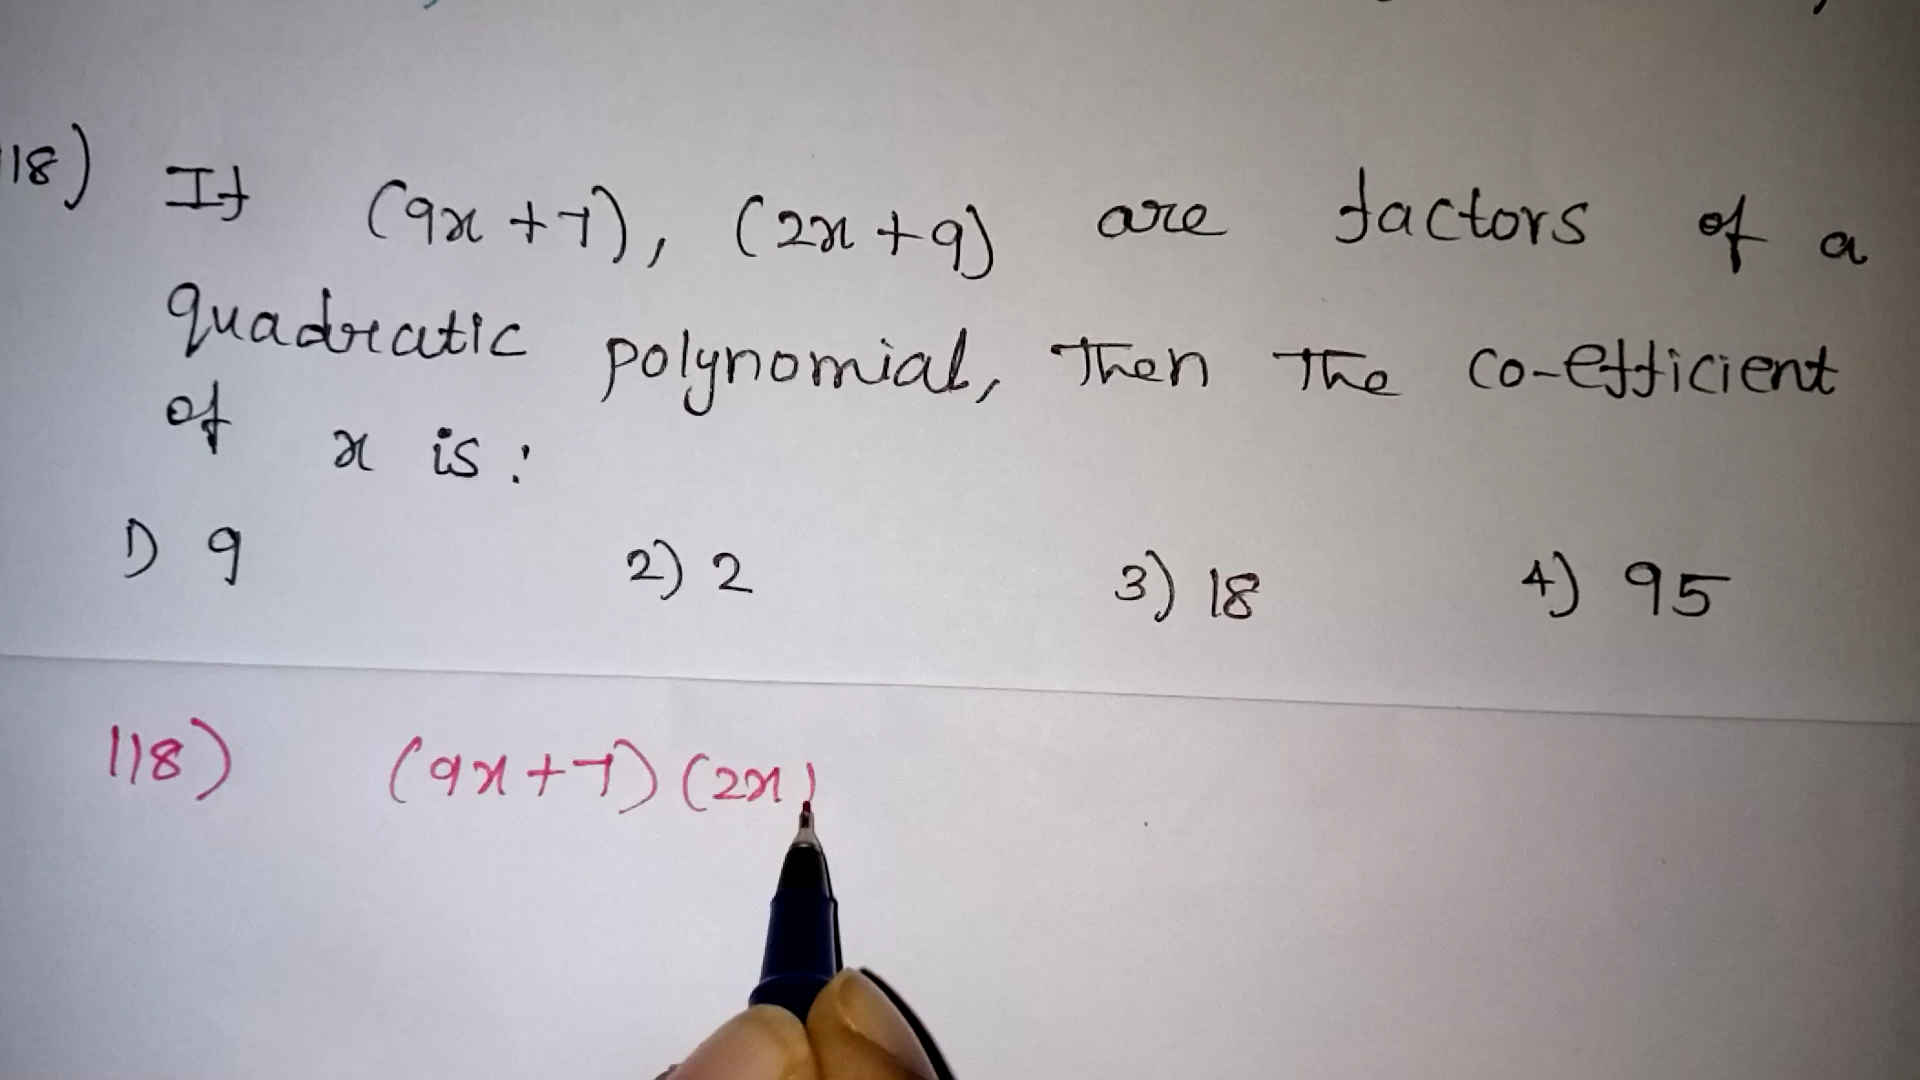 118) If (9x+7), (2x+9) are factors of a
quadratic polynomial, Then The co-efficient
of x is:
1) 9 2) 2 3) 18 4) 95
118) (9x+7)(2x